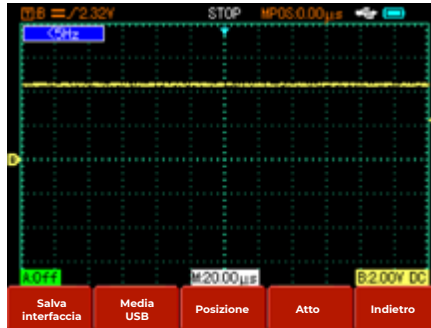 T B = / 2.32V STOP MPOS:0.00µs
<5Hz
B
A:Off M:20.00µs B:2.00V DC
Salva interfaccia Media USB Posizione Atto Indietro